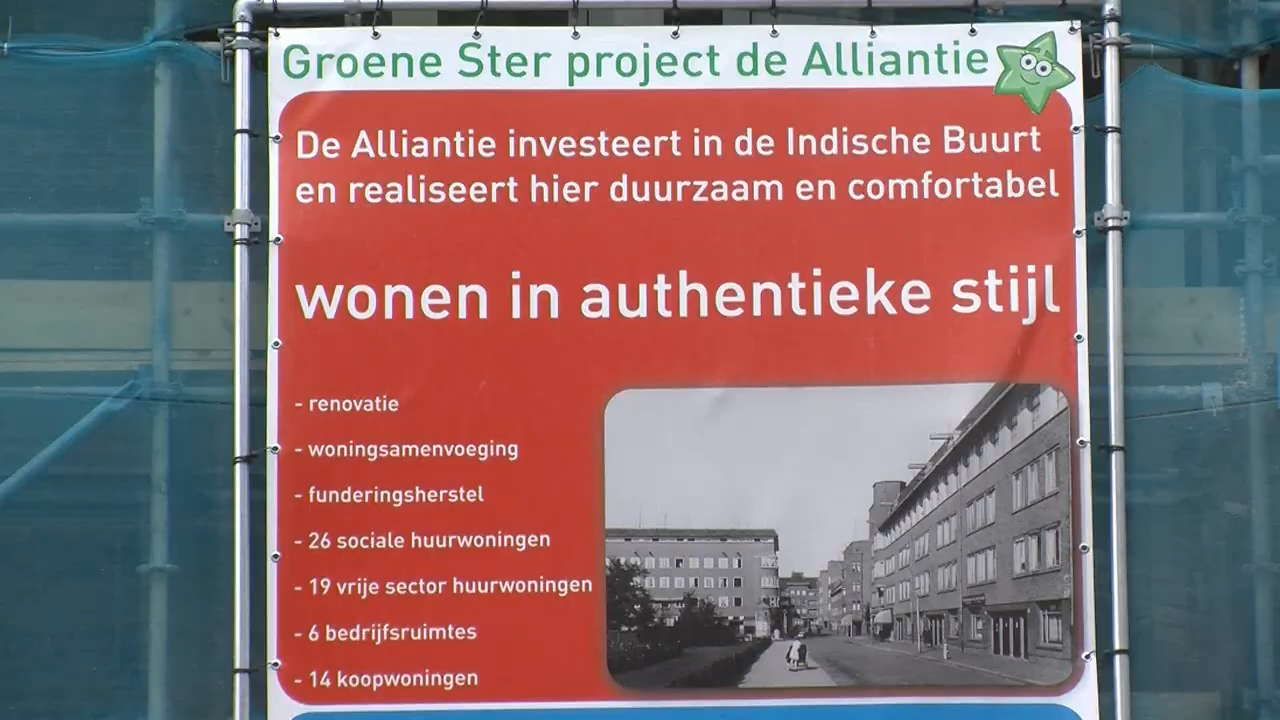 Groene Ster project de Alliantie
De Alliantie investeert in de Indische Buurt
en realiseert hier duurzaam en comfortabel
wonen in authentieke stijl
- renovatie
- woningsamenvoeging
- funderingsherstel
- 26 sociale huurwoningen
- 19 vrije sector huurwoningen
- 6 bedrijfsruimtes
- 14 koopwoningen